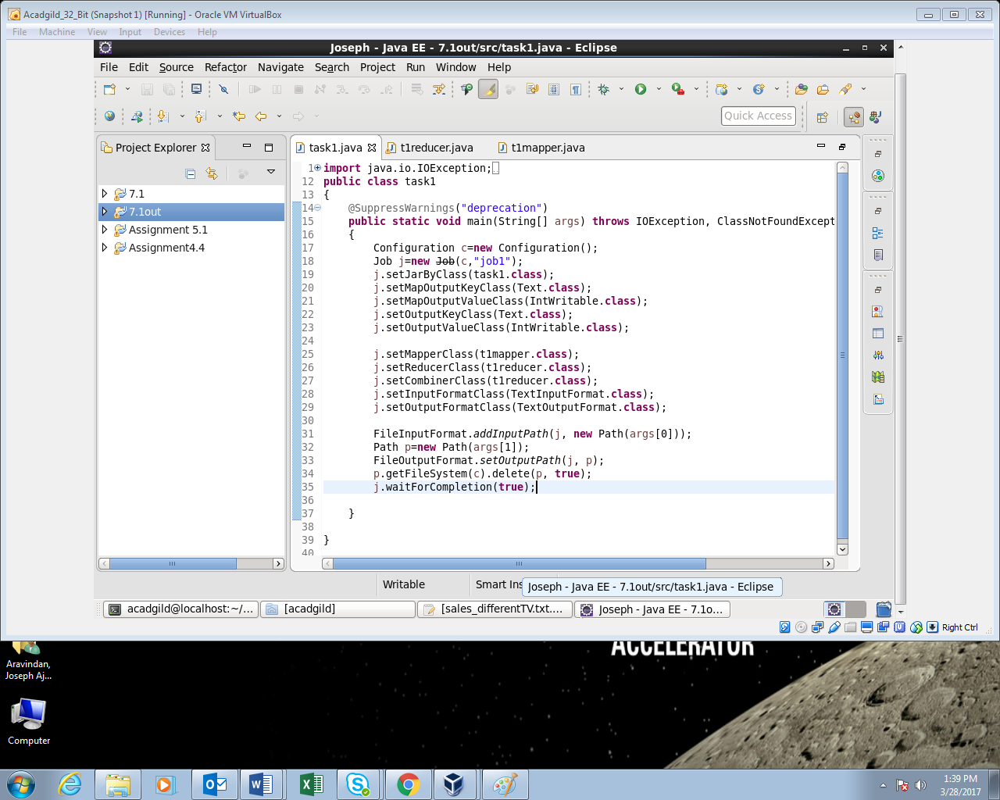 Acadgild_32_Bit (Snapshot 1) [Running] - Oracle VM VirtualBox
File Machine View Input Devices Help
Joseph - Java EE - 7.1out/src/task1.java - Eclipse
File Edit Source Refactor Navigate Search Project Run Window Help
Quick Access
Project Explorer
task1.java t1reducer.java t1mapper.java
7.1
7.1out
Assignment 5.1
Assignment4.4
1 import java.io.IOException;
12 public class task1
13 {
14 @SuppressWarnings("deprecation")
15 public static void main(String[] args) throws IOException, ClassNotFoundExcept
16 {
17 Configuration c=new Configuration();
18 Job j=new Job(c,"job1");
19 j.setJarByClass(task1.class);
20 j.setMapOutputKeyClass(Text.class);
21 j.setMapOutputValueClass(IntWritable.class);
22 j.setOutputKeyClass(Text.class);
23 j.setOutputValueClass(IntWritable.class);
24
25 j.setMapperClass(t1mapper.class);
26 j.setReducerClass(t1reducer.class);
27 j.setCombinerClass(t1reducer.class);
28 j.setInputFormatClass(TextInputFormat.class);
29 j.setOutputFormatClass(TextOutputFormat.class);
30
31 FileInputFormat.addInputPath(j, new Path(args[0]));
32 Path p=new Path(args[1]);
33 FileOutputFormat.setOutputPath(j, p);
34 p.getFileSystem(c).delete(p, true);
35 j.waitForCompletion(true);
36
37 }
38
39 }
40
Writable Smart Ins
Joseph - Java EE - 7.1out/src/task1.java - Eclipse
acadgild@localhost:~/... [acadgild] [sales_differentTV.txt.... Joseph - Java EE - 7.1o...
Right Ctrl
ACCELERATOR
Aravindan,
Joseph Aj...
Computer
1:39 PM
3/28/2017